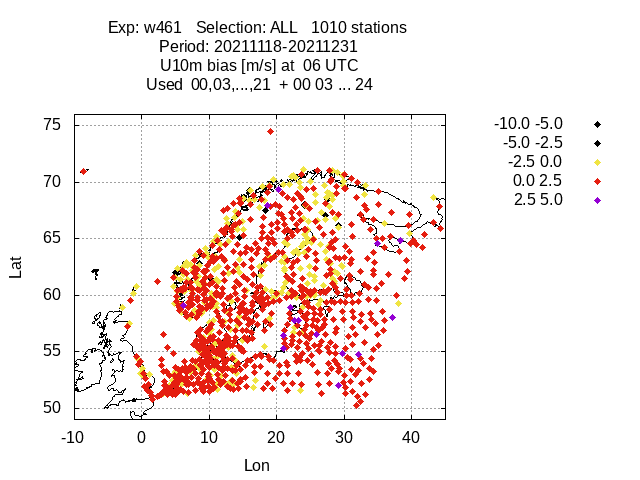 Exp: w461   Selection: ALL   1010 stations
Period: 20211118-20211231
U10m bias [m/s] at  06 UTC
Used  00,03,...,21  + 00 03 ... 24
-10.0 -5.0
-5.0 -2.5
-2.5 0.0
0.0 2.5
2.5 5.0
Lat
75
70
65
60
55
50
-10 0 10 20 30 40
Lon